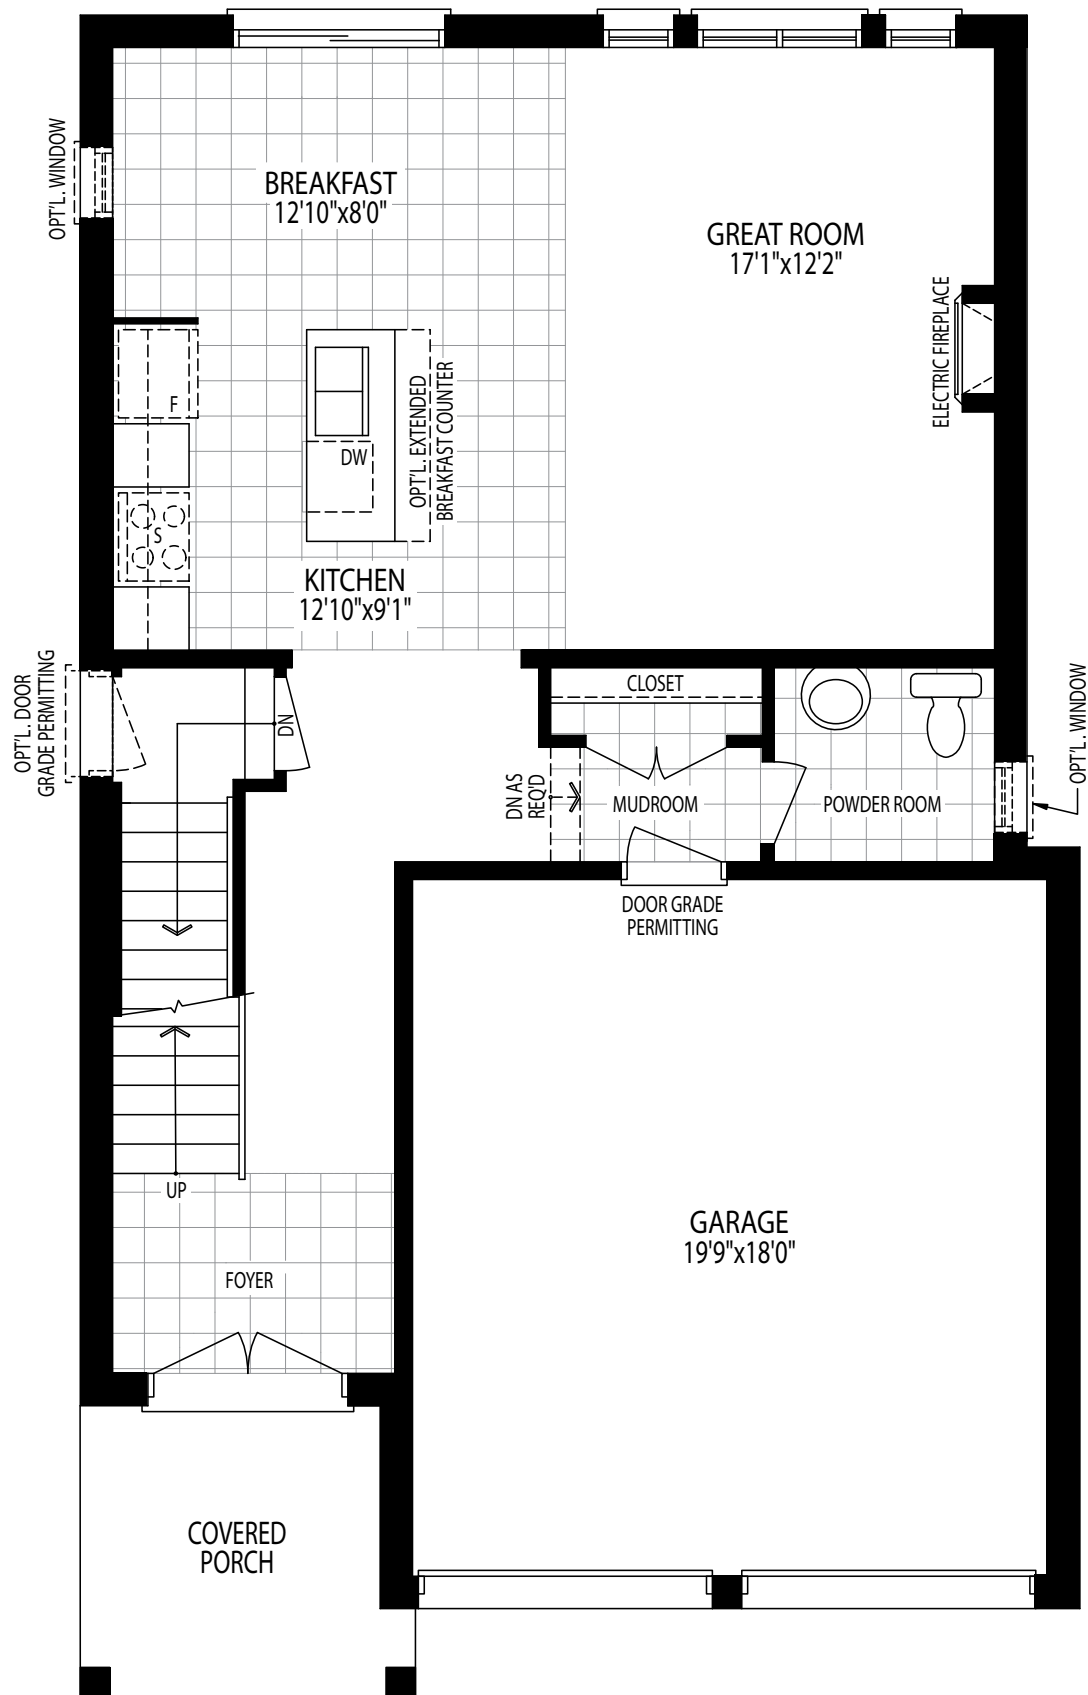 OPT'L. WINDOW
BREAKFAST
12'10"x8'0"
GREAT ROOM
17'1"x12'2"
ELECTRIC FIREPLACE
F
DW
OPT'L. EXTENDED
BREAKFAST COUNTER
S
KITCHEN
12'10"x9'1"
OPT'L. DOOR
GRADE PERMITTING
DN
CLOSET
DN AS
REQ'D
MUDROOM
POWDER ROOM
OPT'L. WINDOW
DOOR GRADE
PERMITTING
UP
FOYER
GARAGE
19'9"x18'0"
COVERED
PORCH